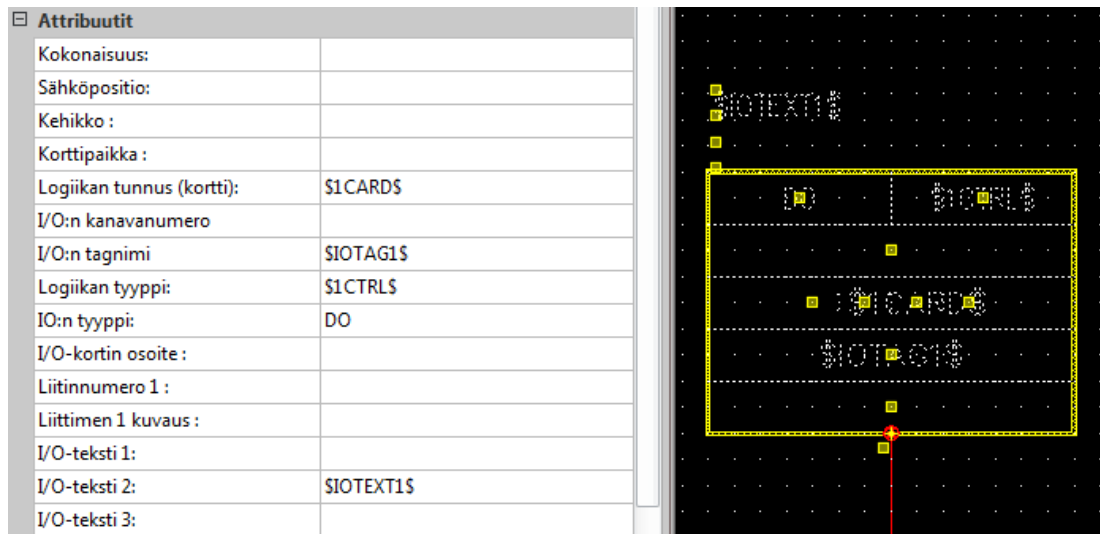 Attribuutit
Kokonaisuus:
Sähköpositio:
Kehikko :
Korttipaikka :
Logiikan tunnus (kortti): $1CARD$
I/O:n kanavanumero
I/O:n tagnimi $IOTAG1$
Logiikan tyyppi: $1CTRL$
IO:n tyyppi: DO
I/O-kortin osoite :
Liitinnumero 1 :
Liittimen 1 kuvaus :
I/O-teksti 1:
I/O-teksti 2: $IOTEXT1$
I/O-teksti 3:
$IOTEXT1$
DO $1CTRL$
$1CARD$
$IOTAG1$